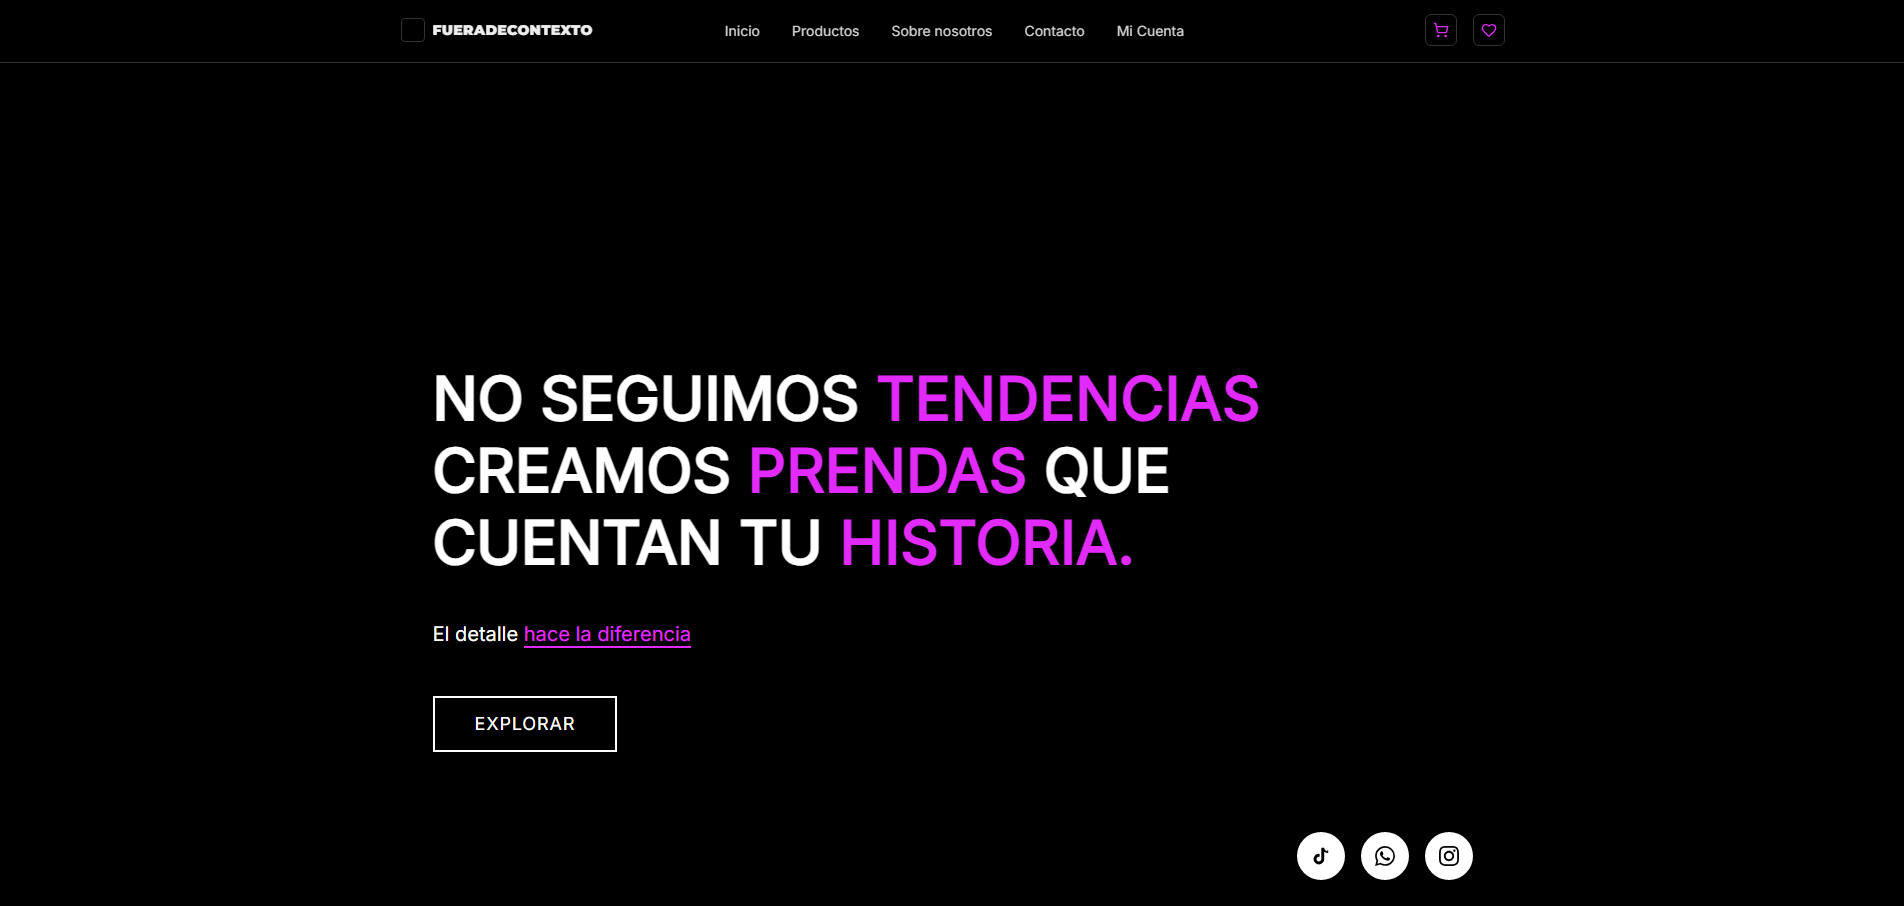 FUERADECONTEXTO
Inicio
Productos
Sobre nosotros
Contacto
Mi Cuenta
NO SEGUIMOS TENDENCIAS
CREAMOS PRENDAS QUE
CUENTAN TU HISTORIA.
El detalle hace la diferencia
EXPLORAR